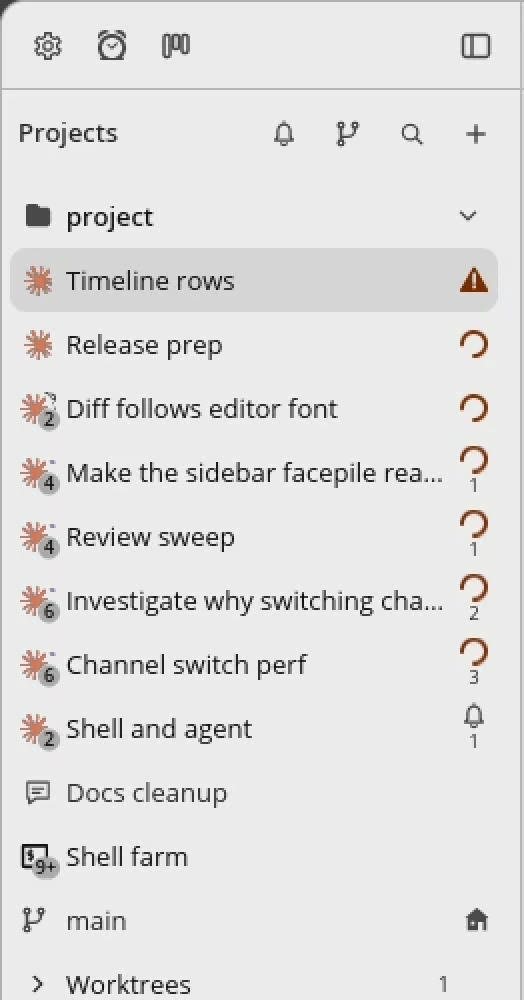 Projects
project
Timeline rows
Release prep
2 Diff follows editor font
4 Make the sidebar facepile rea... 1
4 Review sweep 1
6 Investigate why switching cha... 2
6 Channel switch perf 3
2 Shell and agent 1
Docs cleanup
9+ Shell farm
main
Worktrees 1